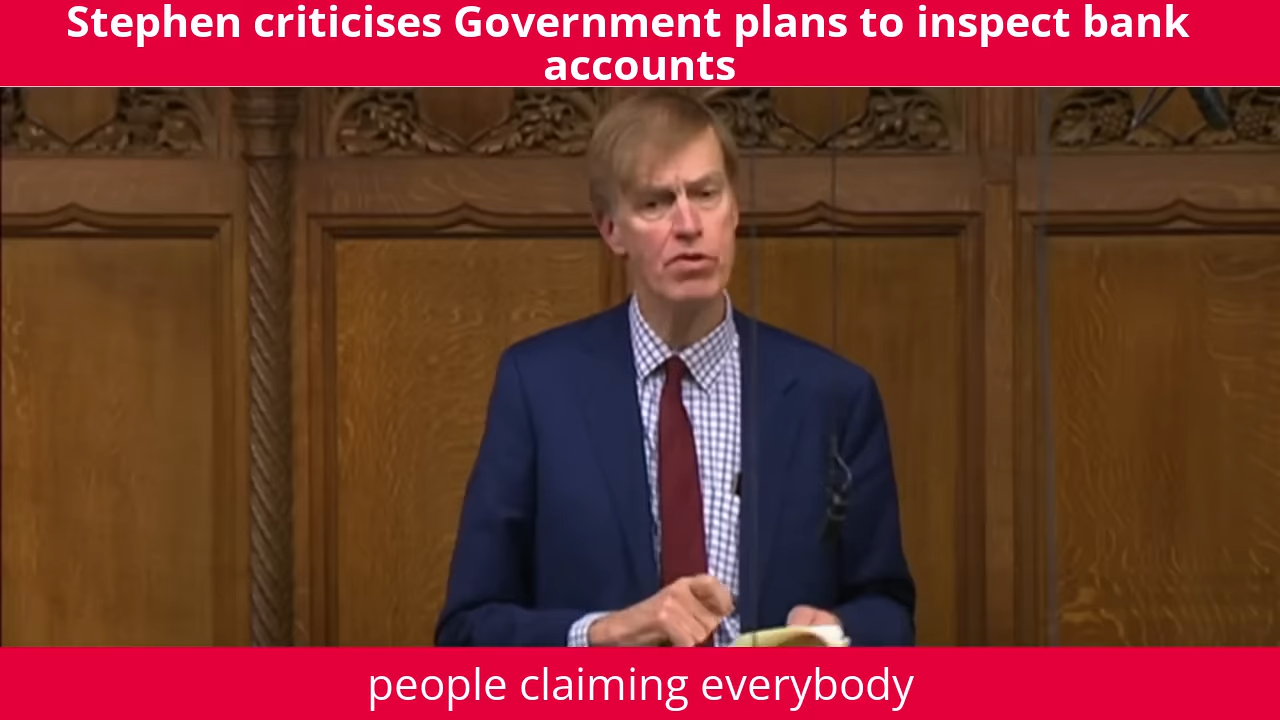 Stephen criticises Government plans to inspect bank
accounts
people claiming everybody